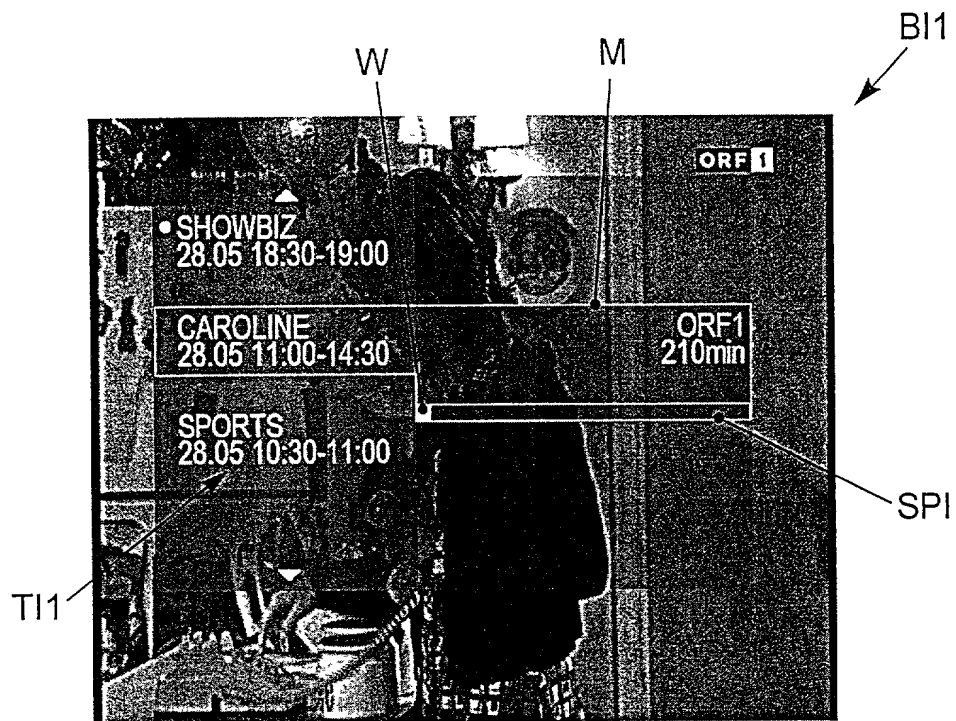 BI1
W
M
ORF 1
SHOWBIZ
28.05 18:30-19:00
CAROLINE
28.05 11:00-14:30
ORF1
210min
SPORTS
28.05 10:30-11:00
SPI
TI1